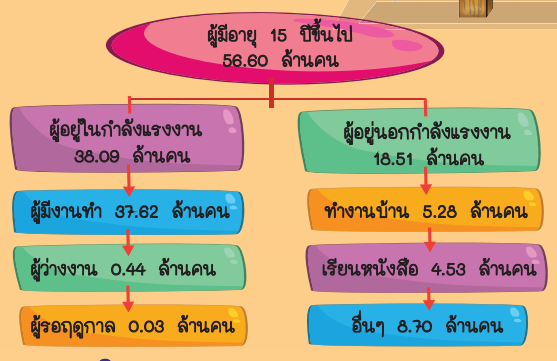 ผู้มีอายุ 15 ปีขึ้นไป
56.60 ล้านคน
ผู้อยู่ในกำลังแรงงาน
38.09 ล้านคน
ผู้มีงานทำ 37.62 ล้านคน
ผู้ว่างงาน 0.44 ล้านคน
ผู้รอฤดูกาล 0.03 ล้านคน
ผู้อยู่นอกกำลังแรงงาน
18.51 ล้านคน
ทำงานบ้าน 5.28 ล้านคน
เรียนหนังสือ 4.53 ล้านคน
อื่นๆ 8.70 ล้านคน